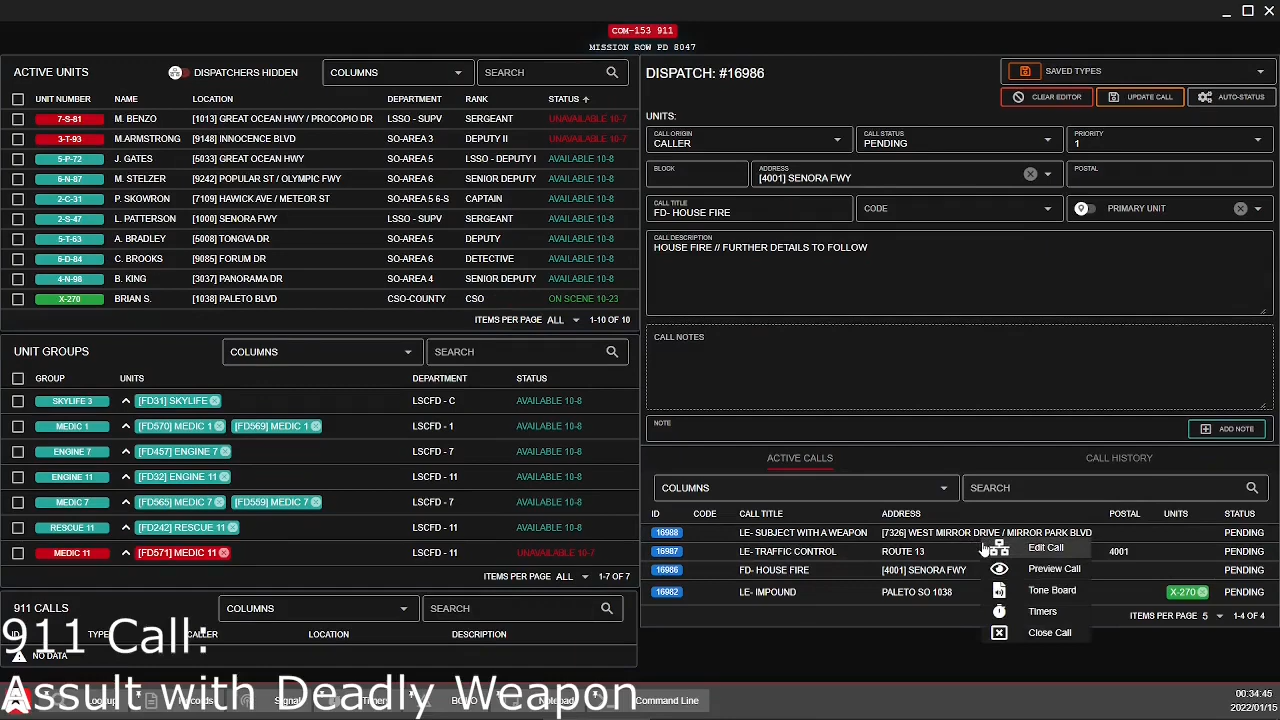 COM-153 911
MISSION ROW PD 8047
ACTIVE UNITS DISPATCHERS HIDDEN COLUMNS SEARCH
UNIT NUMBER NAME LOCATION DEPARTMENT RANK STATUS
7-S-81 M. BENZO [1013] GREAT OCEAN HWY / PROCOPIO DR LSSO - SUPV SERGEANT UNAVAILABLE 10-7
3-T-93 M.ARMSTRONG [9148] INNOCENCE BLVD SO-AREA 3 DEPUTY II UNAVAILABLE 10-7
5-P-72 J. GATES [5033] GREAT OCEAN HWY SO-AREA 5 LSSO - DEPUTY I AVAILABLE 10-8
6-N-87 M. STELZER [9242] POPULAR ST / OLYMPIC FWY SO-AREA 6 SENIOR DEPUTY AVAILABLE 10-8
2-C-31 P. SKOWRON [7109] HAWICK AVE / METEOR ST SO-AREA 5 6-S CAPTAIN AVAILABLE 10-8
2-S-47 L. PATTERSON [1000] SENORA FWY LSSO - SUPV SERGEANT AVAILABLE 10-8
5-T-63 A. BRADLEY [5008] TONGVA DR SO-AREA 5 DEPUTY AVAILABLE 10-8
6-D-84 C. BROOKS [9085] FORUM DR SO-AREA 6 DETECTIVE AVAILABLE 10-8
4-N-98 B. KING [3037] PANORAMA DR SO-AREA 4 SENIOR DEPUTY AVAILABLE 10-8
X-270 BRIAN S. [1038] PALETO BLVD CSO-COUNTY CSO ON SCENE 10-23
ITEMS PER PAGE ALL 1-10 OF 10
UNIT GROUPS COLUMNS SEARCH
GROUP UNITS DEPARTMENT STATUS
SKYLIFE 3 [FD31] SKYLIFE LSCFD - C AVAILABLE 10-8
MEDIC 1 [FD570] MEDIC 1 [FD569] MEDIC 1 LSCFD - 1 AVAILABLE 10-8
ENGINE 7 [FD457] ENGINE 7 LSCFD - 7 AVAILABLE 10-8
ENGINE 11 [FD32] ENGINE 11 LSCFD - 11 AVAILABLE 10-8
MEDIC 7 [FD565] MEDIC 7 [FD559] MEDIC 7 LSCFD - 7 AVAILABLE 10-8
RESCUE 11 [FD242] RESCUE 11 LSCFD - 11 AVAILABLE 10-8
MEDIC 11 [FD571] MEDIC 11 LSCFD - 11 UNAVAILABLE 10-7
ITEMS PER PAGE ALL 1-7 OF 7
911 CALLS COLUMNS SEARCH
TYPE CALLER LOCATION DESCRIPTION
NO DATA
911 Call:
Assult with Deadly Weapon
DISPATCH: #16986 SAVED TYPES
CLEAR EDITOR UPDATE CALL AUTO-STATUS
UNITS:
CALL ORIGIN CALL STATUS PRIORITY
CALLER PENDING 1
BLOCK ADDRESS POSTAL
[4001] SENORA FWY
CALL TITLE CODE PRIMARY UNIT
FD- HOUSE FIRE
CALL DESCRIPTION
HOUSE FIRE // FURTHER DETAILS TO FOLLOW
CALL NOTES
NOTE ADD NOTE
ACTIVE CALLS CALL HISTORY
COLUMNS SEARCH
ID CODE CALL TITLE ADDRESS POSTAL UNITS STATUS
16988 LE- SUBJECT WITH A WEAPON [7326] WEST MIRROR DRIVE / MIRROR PARK BLVD PENDING
16987 LE- TRAFFIC CONTROL ROUTE 13 4001 PENDING
16986 FD- HOUSE FIRE [4001] SENORA FWY PENDING
16982 LE- IMPOUND PALETO SO 1038 X-270 PENDING
Edit Call
Preview Call
Tone Board
Timers
Close Call
ITEMS PER PAGE 5 1-4 OF 4
Command Line
00:34:45
2022/01/15